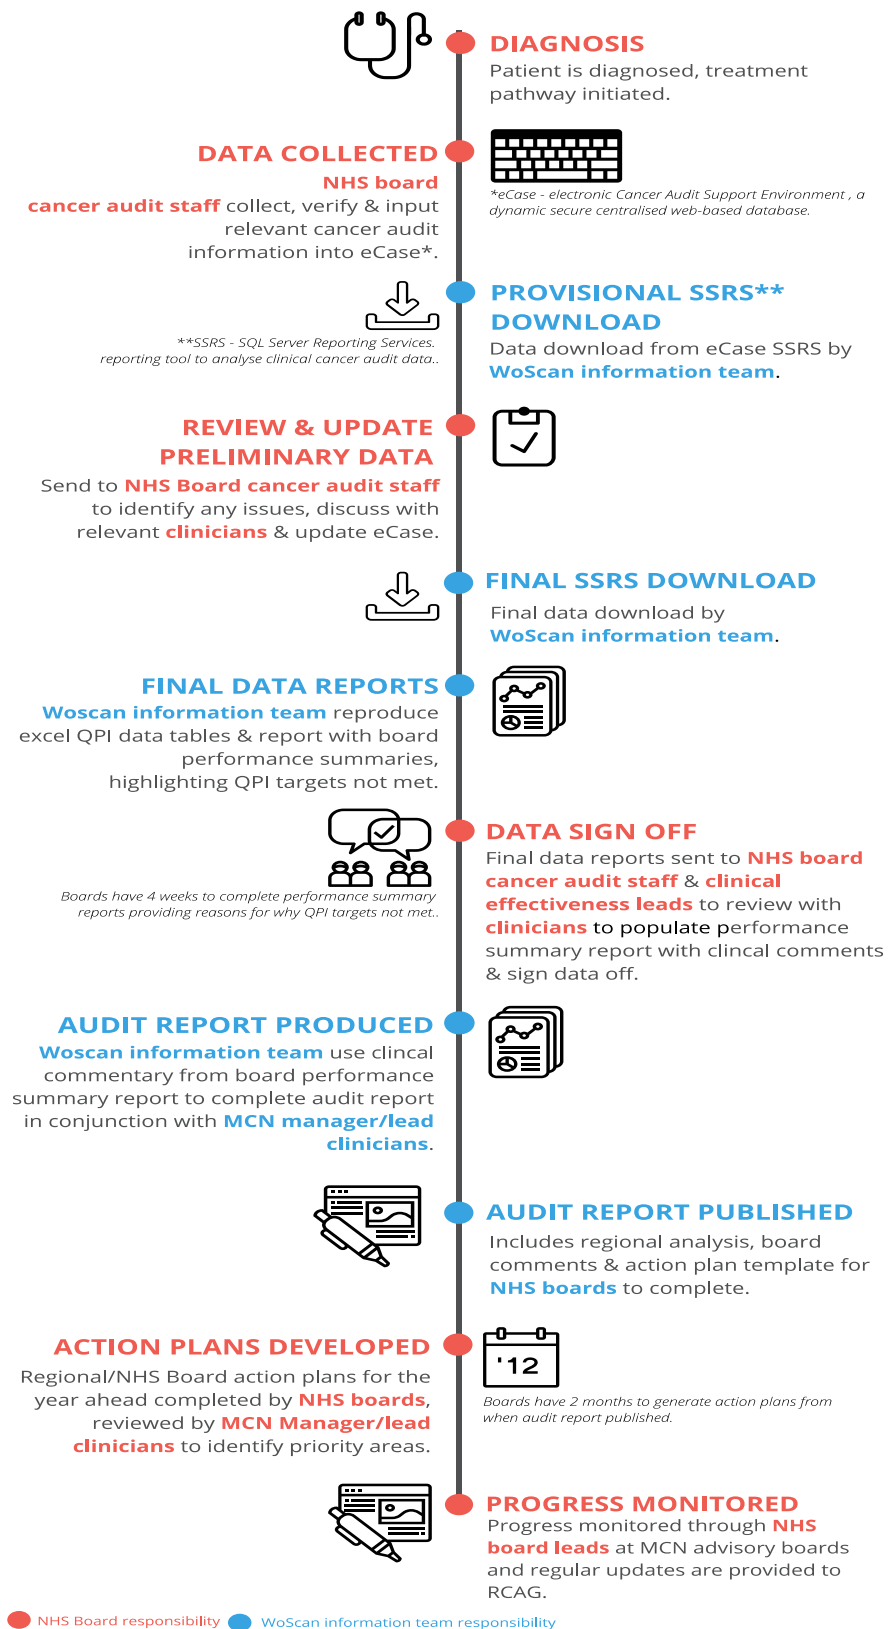 DIAGNOSIS
Patient is diagnosed, treatment
pathway initiated.
DATA COLLECTED
NHS board
cancer audit staff collect, verify & input
relevant cancer audit
information into eCase*.
*eCase - electronic Cancer Audit Support Environment , a
dynamic secure centralised web-based database.
PROVISIONAL SSRS**
DOWNLOAD
Data download from eCase SSRS by
WoScan information team.
**SSRS - SQL Server Reporting Services.
reporting tool to analyse clinical cancer audit data..
REVIEW & UPDATE
PRELIMINARY DATA
Send to NHS Board cancer audit staff
to identify any issues, discuss with
relevant clinicians & update eCase.
FINAL SSRS DOWNLOAD
Final data download by
WoScan information team.
FINAL DATA REPORTS
Woscan information team reproduce
excel QPI data tables & report with board
performance summaries,
highlighting QPI targets not met.
DATA SIGN OFF
Final data reports sent to NHS board
cancer audit staff & clinical
effectiveness leads to review with
clinicians to populate performance
summary report with clincal comments
& sign data off.
Boards have 4 weeks to complete performance summary
reports providing reasons for why QPI targets not met..
AUDIT REPORT PRODUCED
Woscan information team use clincal
commentary from board performance
summary report to complete audit report
in conjunction with MCN manager/lead
clinicians.
AUDIT REPORT PUBLISHED
Includes regional analysis, board
comments & action plan template for
NHS boards to complete.
ACTION PLANS DEVELOPED
Regional/NHS Board action plans for the
year ahead completed by NHS boards,
reviewed by MCN Manager/lead
clinicians to identify priority areas.
'12
Boards have 2 months to generate action plans from
when audit report published.
PROGRESS MONITORED
Progress monitored through NHS
board leads at MCN advisory boards
and regular updates are provided to
RCAG.
NHS Board responsibility
WoScan information team responsibility